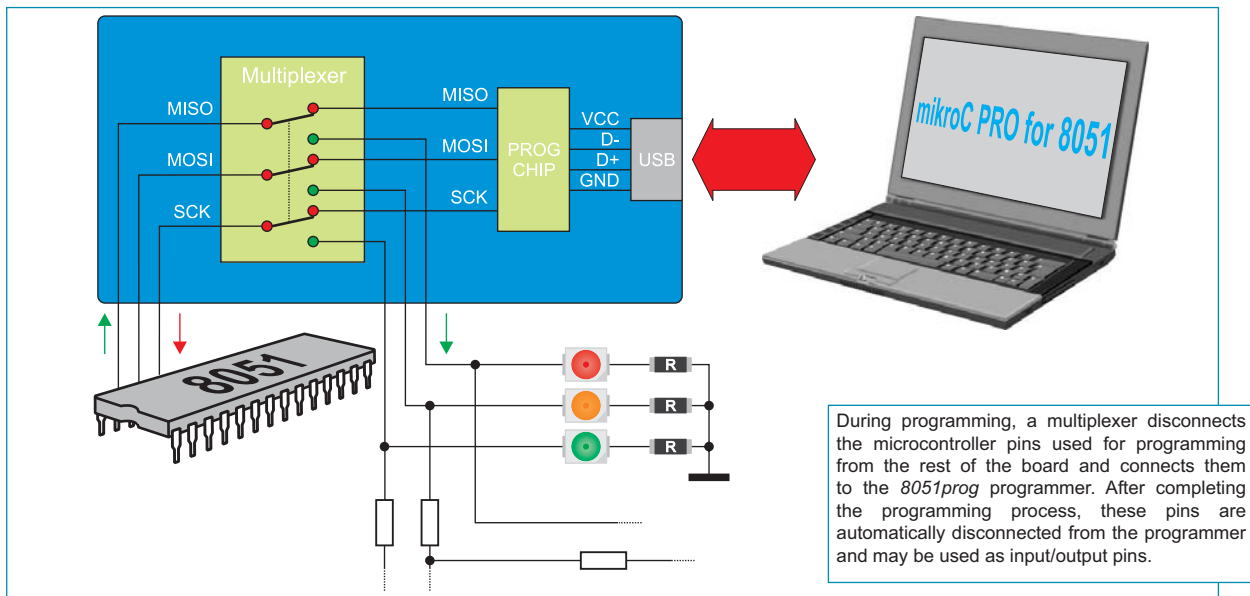 Multiplexer
MISO
MOSI
SCK
MISO
MOSI
SCK
PROG
CHIP
VCC
D-
D+
GND
USB
mikroC PRO for 8051
8051
R
R
R
During programming, a multiplexer disconnects
the microcontroller pins used for programming
from the rest of the board and connects them
to the 8051prog programmer. After completing
the programming process, these pins are
automatically disconnected from the programmer
and may be used as input/output pins.